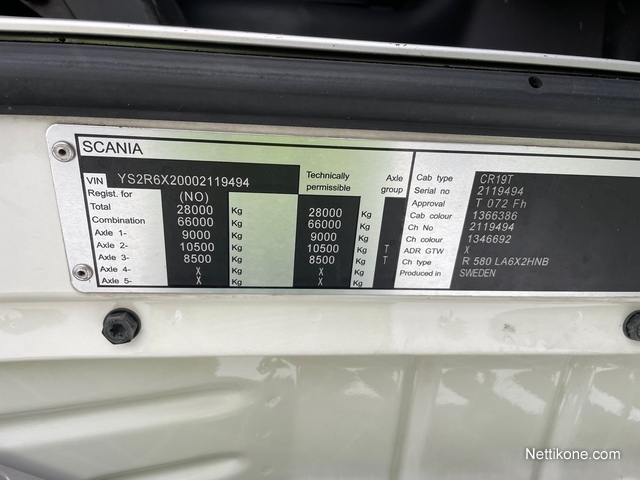 SCANIA
VIN YS2R6X20002119494
Regist. for (NO) Technically permissible Axle group
Total 28000 Kg 28000 Kg
Combination 66000 Kg 66000 Kg
Axle 1- 9000 Kg 9000 Kg
Axle 2- 10500 Kg 10500 Kg T
Axle 3- 8500 Kg 8500 Kg T
Axle 4- X Kg X Kg
Axle 5- X Kg X Kg
Cab type CR19T
Serial no 2119494
Approval T 072 Fh
Cab colour 1366386
Ch No 2119494
Ch colour 1346692
ADR GTW X
Ch type R 580 LA6X2HNB
Produced in SWEDEN
Nettikone.com